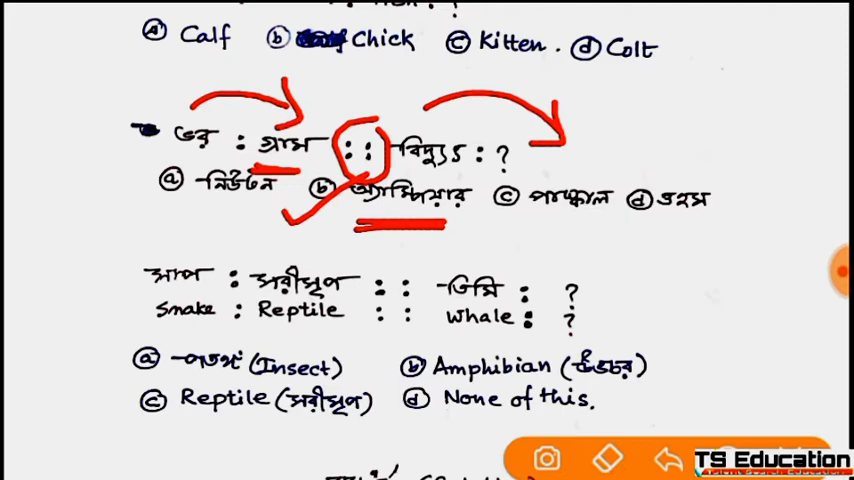 ⓐ Calf ⓑ Chick ⓒ Kitten. ⓓ Colt
ভর : গ্রাম :: বিদ্যুৎ : ?
ⓐ নিউটন ⓑ অ্যাম্পিয়ার ⓒ পাস্কাল ⓓ ওহম
সাপ : সরীসৃপ :: তিমি : ?
Snake : Reptile :: Whale : ?
ⓐ পতঙ্গ (Insect) ⓑ Amphibian (উভচর)
ⓒ Reptile (সরীসৃপ) ⓓ None of this.
TS Education